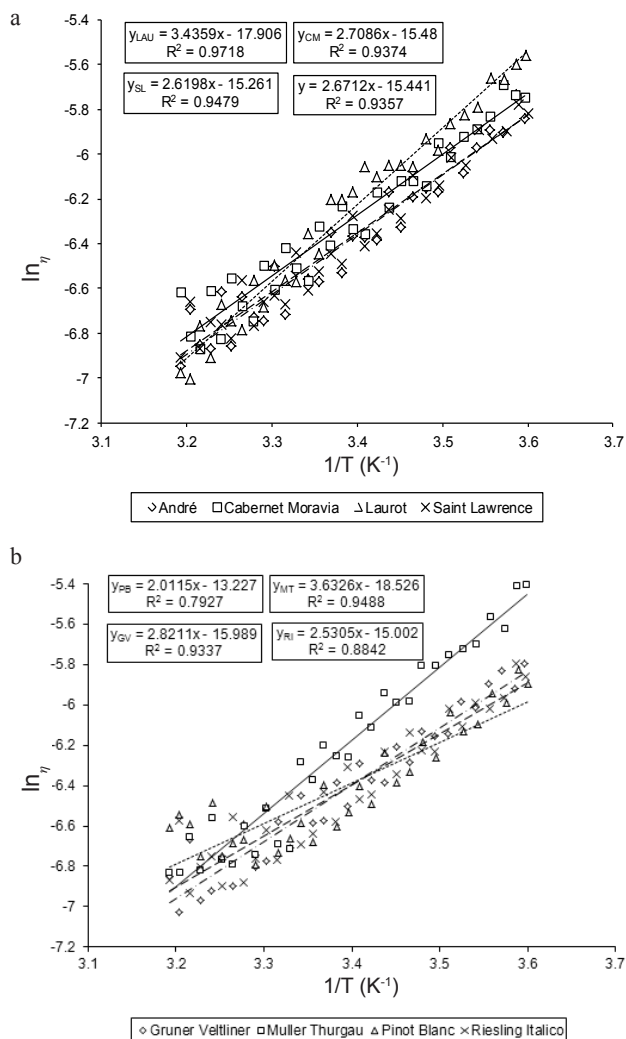 a
y_LAU = 3.4359x - 17.906
R² = 0.9718
y_CM = 2.7086x - 15.48
R² = 0.9374
y_SL = 2.6198x - 15.261
R² = 0.9479
y = 2.6712x - 15.441
R² = 0.9357
-5.4
-5.6
-5.8
-6
-6.2
-6.4
-6.6
-6.8
-7
-7.2
lnη
3.1 3.2 3.3 3.4 3.5 3.6 3.7
1/T (K⁻¹)
André Cabernet Moravia Laurot Saint Lawrence
b
y_PB = 2.0115x - 13.227
R² = 0.7927
y_MT = 3.6326x - 18.526
R² = 0.9488
y_GV = 2.8211x - 15.989
R² = 0.9337
y_RI = 2.5305x - 15.002
R² = 0.8842
-5.4
-5.6
-5.8
-6
-6.2
-6.4
-6.6
-6.8
-7
-7.2
lnη
3.1 3.2 3.3 3.4 3.5 3.6 3.7
1/T (K⁻¹)
Gruner Veltliner Muller Thurgau Pinot Blanc Riesling Italico